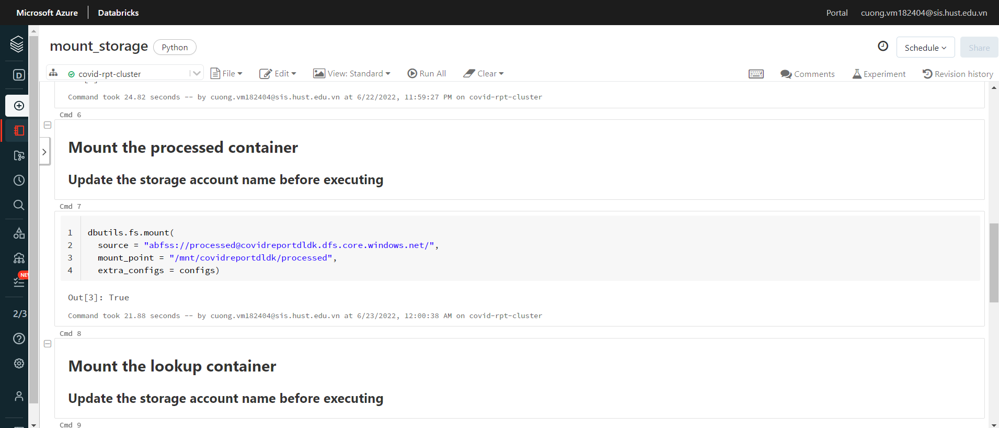 Microsoft Azure Databricks Portal cuong.vm182404@sis.hust.edu.vn
mount_storage Python Schedule Share
covid-rpt-cluster File Edit View: Standard Run All Clear Comments Experiment Revision history
Command took 24.82 seconds -- by cuong.vm182404@sis.hust.edu.vn at 6/22/2022, 11:59:27 PM on covid-rpt-cluster
Cmd 6
Mount the processed container
Update the storage account name before executing
Cmd 7
1 dbutils.fs.mount(
2 source = "abfss://processed@covidreportdldk.dfs.core.windows.net/",
3 mount_point = "/mnt/covidreportdldk/processed",
4 extra_configs = configs)
Out[3]: True
Command took 21.88 seconds -- by cuong.vm182404@sis.hust.edu.vn at 6/23/2022, 12:00:38 AM on covid-rpt-cluster
Cmd 8
Mount the lookup container
Update the storage account name before executing
Cmd 9
D
NEW
2/3